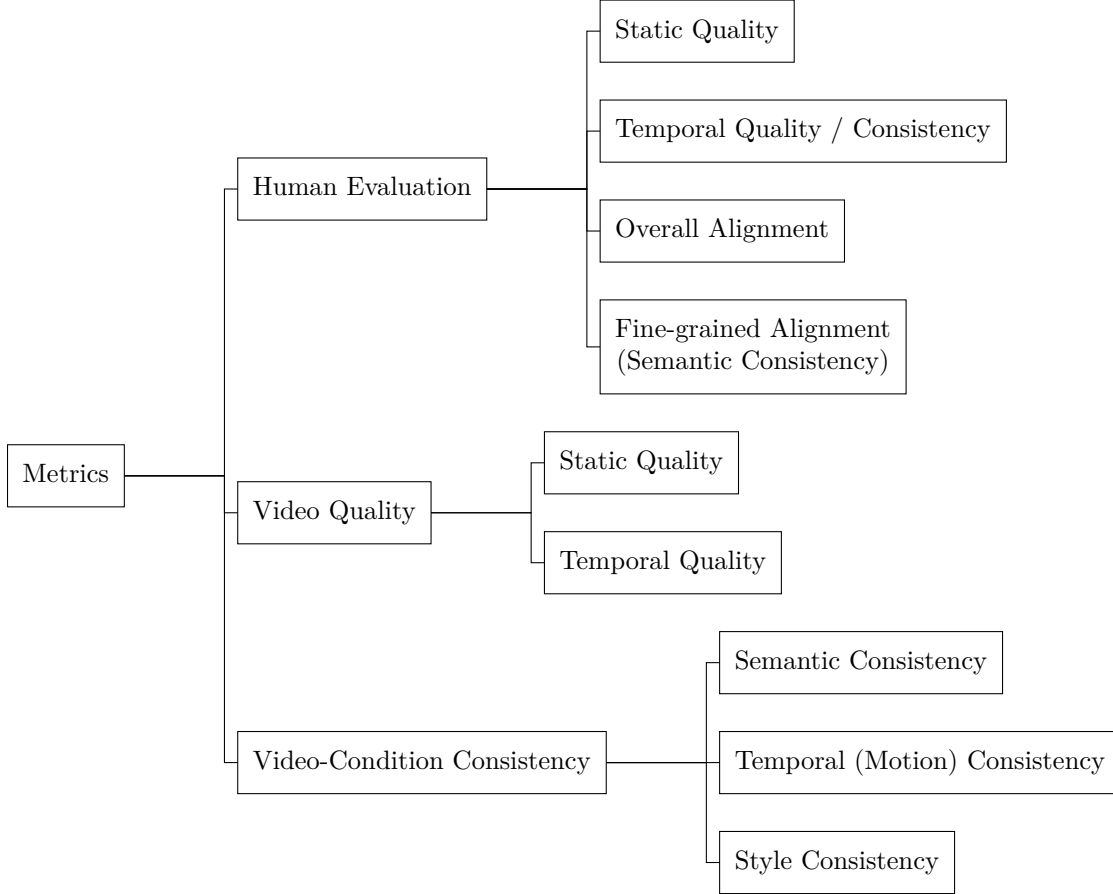 Static Quality
Temporal Quality / Consistency
Human Evaluation
Overall Alignment
Fine-grained Alignment
(Semantic Consistency)
Metrics
Static Quality
Video Quality
Temporal Quality
Semantic Consistency
Video-Condition Consistency
Temporal (Motion) Consistency
Style Consistency